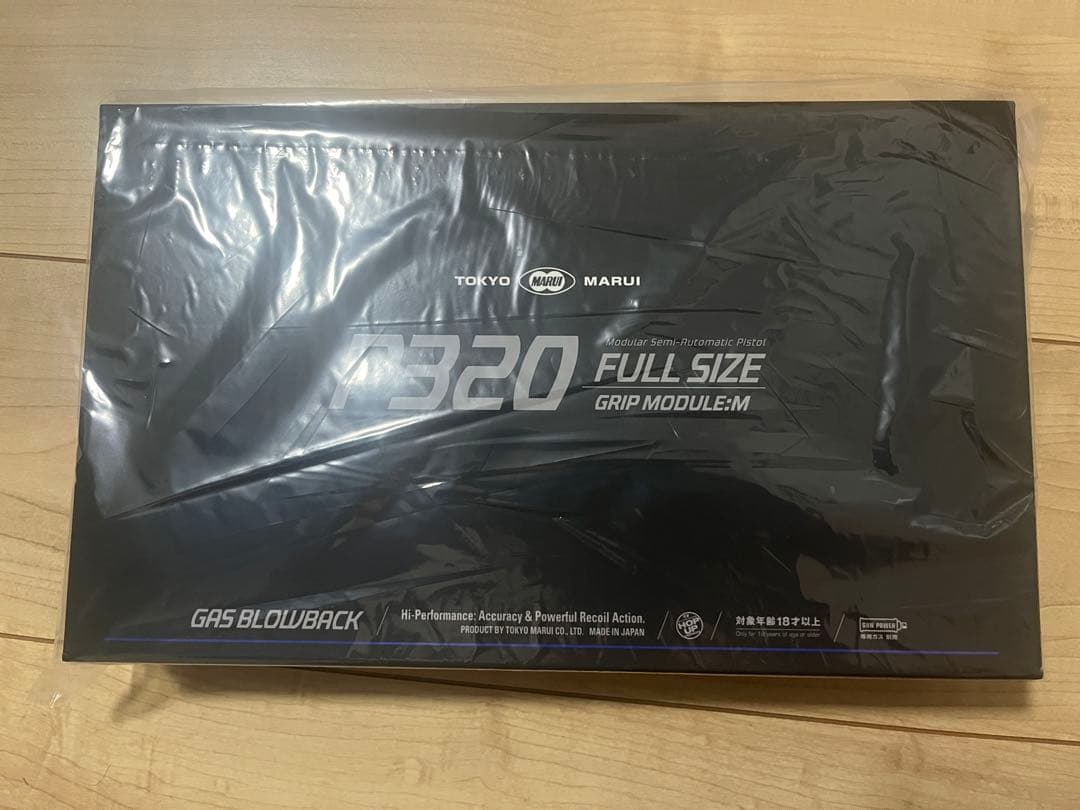 TOKYO MARUI MARUI
P320
Modular Semi-Automatic Pistol
FULL SIZE
GRIP MODULE:M
GAS BLOWBACK
Hi-Performance: Accuracy & Powerful Recoil Action.
PRODUCT BY TOKYO MARUI CO., LTD. MADE IN JAPAN
HOP
UP
対象年齢18才以上
Only for 18 years of age or older
GUN POWER
専用ガス 別売